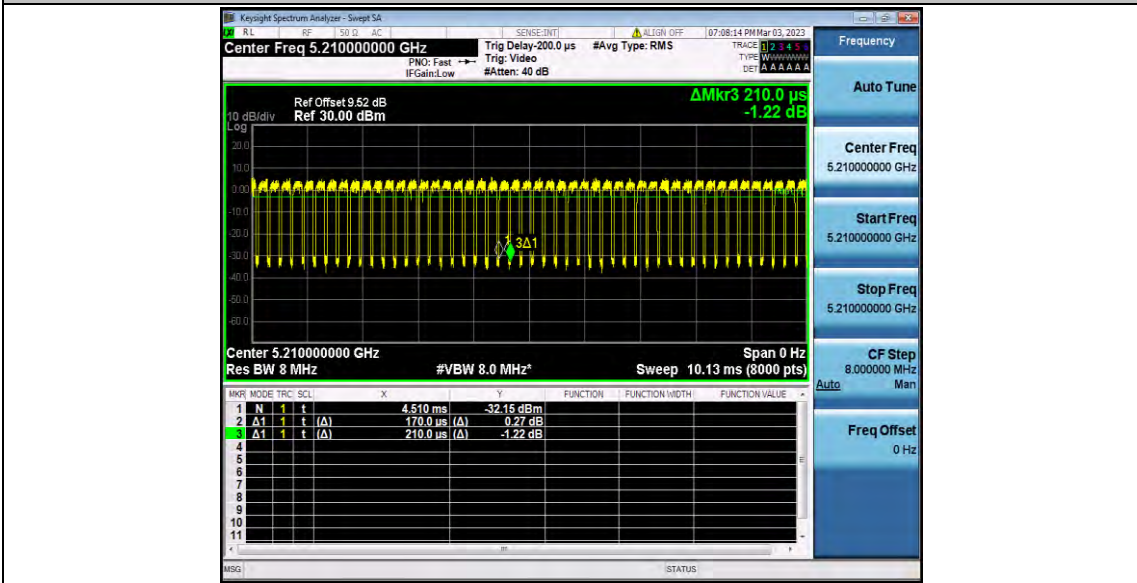 Keysight Spectrum Analyzer - Swept SA
RL RF 50 Ω AC SENSE:INT ALIGN OFF 07:08:14 PM Mar 03, 2023
Center Freq 5.210000000 GHz
Trig Delay-200.0 µs #Avg Type: RMS
TRACE 1 2 3 4 5 6
PNO: Fast Trig: Video
TYPE WWWWWW
IFGain:Low #Atten: 40 dB
DET A A A A A A
Frequency
Auto Tune
Center Freq
5.210000000 GHz
Start Freq
5.210000000 GHz
Stop Freq
5.210000000 GHz
CF Step
8.000000 MHz
Auto Man
Freq Offset
0 Hz
ΔMkr3 210.0 µs
-1.22 dB
Ref Offset 9.52 dB
10 dB/div Ref 30.00 dBm
Log
20.0
10.0
0.00
-10.0
-20.0
-30.0
-40.0
-50.0
-60.0
1 3Δ1
Center 5.210000000 GHz Span 0 Hz
Res BW 8 MHz #VBW 8.0 MHz* Sweep 10.13 ms (8000 pts)
MKR MODE TRC SCL X Y FUNCTION FUNCTION WIDTH FUNCTION VALUE
1 N 1 t 4.510 ms -32.15 dBm
2 Δ1 1 t (Δ) 170.0 µs (Δ) 0.27 dB
3 Δ1 1 t (Δ) 210.0 µs (Δ) -1.22 dB
4
5
6
7
8
9
10
11
MSG STATUS